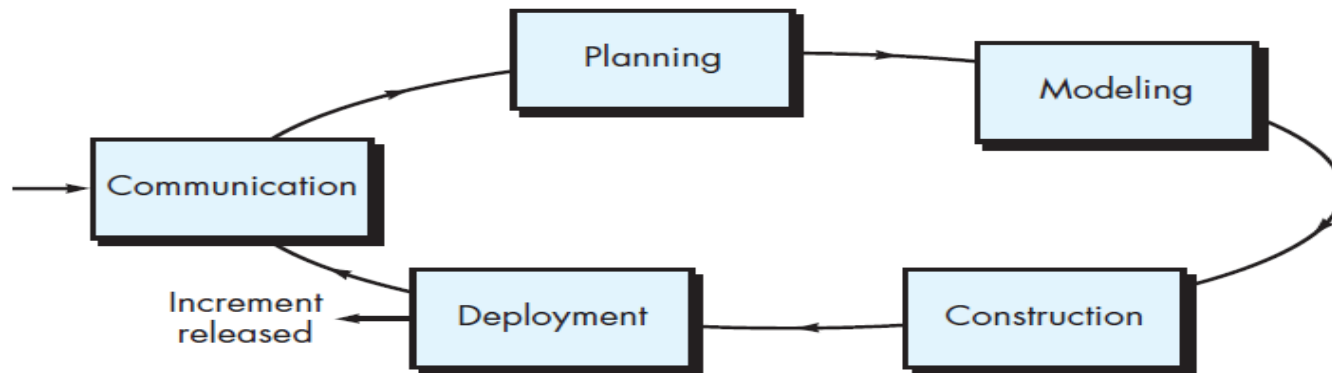 Planning
Modeling
Communication
Increment
released
Deployment
Construction